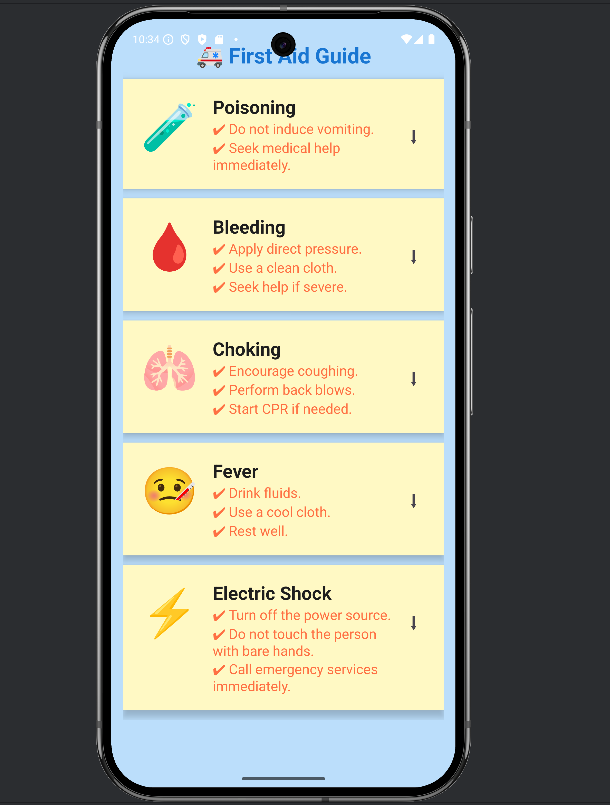 10:34
🚑 First Aid Guide
Poisoning
✔ Do not induce vomiting.
✔ Seek medical help
immediately.
Bleeding
✔ Apply direct pressure.
✔ Use a clean cloth.
✔ Seek help if severe.
Choking
✔ Encourage coughing.
✔ Perform back blows.
✔ Start CPR if needed.
Fever
✔ Drink fluids.
✔ Use a cool cloth.
✔ Rest well.
Electric Shock
✔ Turn off the power source.
✔ Do not touch the person
with bare hands.
✔ Call emergency services
immediately.